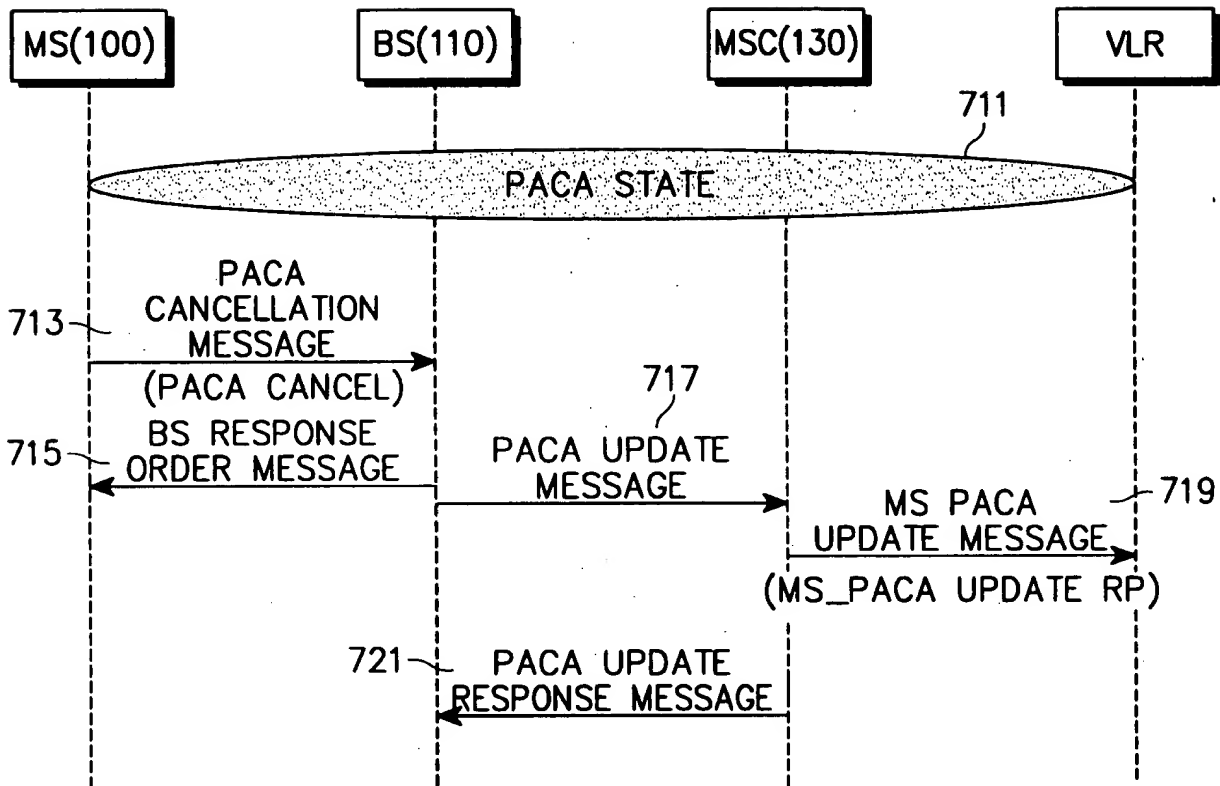 MS(100)
BS(110)
MSC(130)
VLR
711
PACA STATE
PACA
CANCELLATION
713
MESSAGE
(PACA CANCEL)
717
BS RESPONSE
715
ORDER MESSAGE
PACA UPDATE
MESSAGE
719
MS PACA
UPDATE MESSAGE
(MS_PACA UPDATE RP)
721
PACA UPDATE
RESPONSE MESSAGE